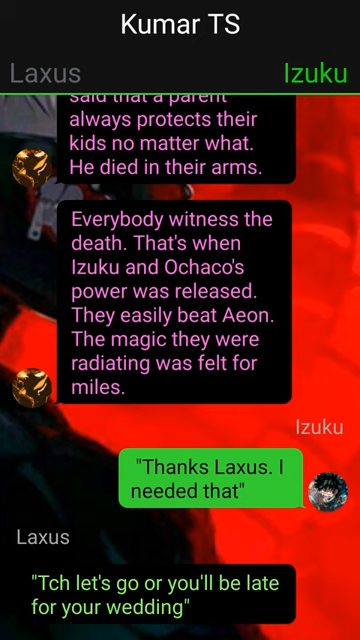 Kumar TS
Laxus
Izuku
said that a parent
always protects their
kids no matter what.
He died in their arms.
Everybody witness the
death. That's when
Izuku and Ochaco's
power was released.
They easily beat Aeon.
The magic they were
radiating was felt for
miles.
Izuku
"Thanks Laxus. I
needed that"
Laxus
"Tch let's go or you'll be late
for your wedding"